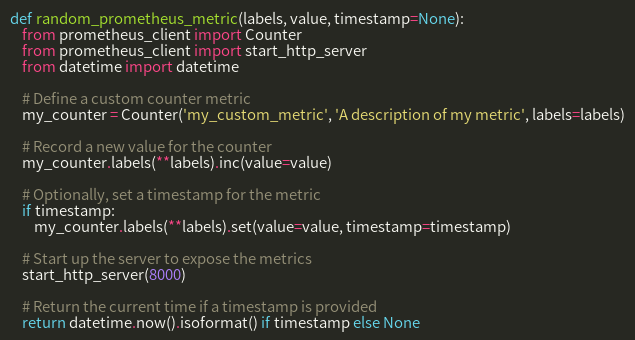 def random_prometheus_metric(labels, value, timestamp=None):
    from prometheus_client import Counter
    from prometheus_client import start_http_server
    from datetime import datetime

    # Define a custom counter metric
    my_counter = Counter('my_custom_metric', 'A description of my metric', labels=labels)

    # Record a new value for the counter
    my_counter.labels(**labels).inc(value=value)

    # Optionally, set a timestamp for the metric
    if timestamp:
        my_counter.labels(**labels).set(value=value, timestamp=timestamp)

    # Start up the server to expose the metrics
    start_http_server(8000)

    # Return the current time if a timestamp is provided
    return datetime.now().isoformat() if timestamp else None